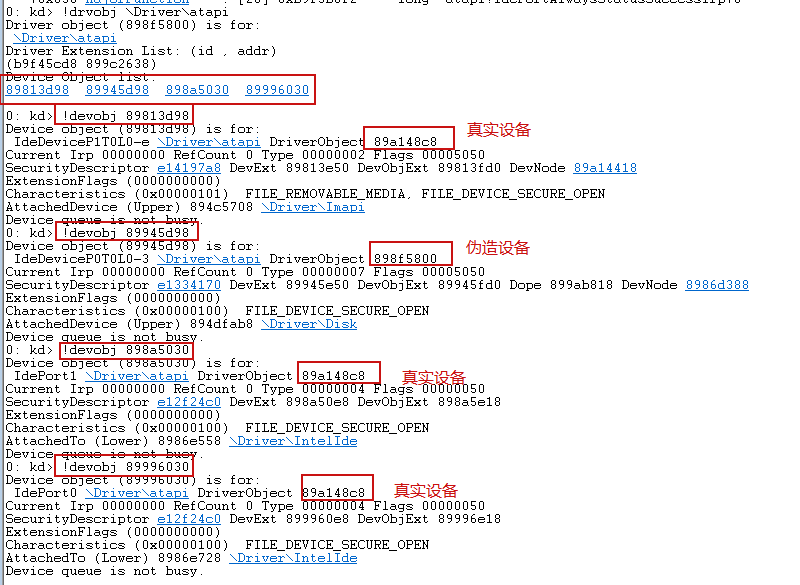 0: kd> !drvobj \Driver\atapi
Driver object (898f5800) is for:
\Driver\atapi
Driver Extension List: (id , addr)
(b9f45cd8 899c2638)
Device Object list:
89813d98 89945d98 898a5030 89996030
0: kd> !devobj 89813d98
Device object (89813d98) is for:
IdeDeviceP1T0L0-e \Driver\atapi DriverObject 89a148c8 真实设备
Current Irp 00000000 RefCount 0 Type 00000002 Flags 00005050
SecurityDescriptor e14197a8 DevExt 89813e50 DevObjExt 89813fd0 DevNode 89a14418
ExtensionFlags (0000000000)
Characteristics (0x00000101) FILE_REMOVABLE_MEDIA, FILE_DEVICE_SECURE_OPEN
AttachedDevice (Upper) 894c5708 \Driver\Imapi
Device queue is not busy.
0: kd> !devobj 89945d98
Device object (89945d98) is for:
IdeDeviceP0T0L0-3 \Driver\atapi DriverObject 898f5800 伪造设备
Current Irp 00000000 RefCount 0 Type 00000007 Flags 00005050
SecurityDescriptor e1334170 DevExt 89945e50 DevObjExt 89945fd0 Dope 899ab818 DevNode 8986d388
ExtensionFlags (0000000000)
Characteristics (0x00000100) FILE_DEVICE_SECURE_OPEN
AttachedDevice (Upper) 894dfab8 \Driver\Disk
Device queue is not busy.
0: kd> !devobj 898a5030
Device object (898a5030) is for:
IdePort1 \Driver\atapi DriverObject 89a148c8 真实设备
Current Irp 00000000 RefCount 0 Type 00000004 Flags 00000050
SecurityDescriptor e12f24c0 DevExt 898a50e8 DevObjExt 898a5e18
ExtensionFlags (0000000000)
Characteristics (0x00000100) FILE_DEVICE_SECURE_OPEN
AttachedTo (Lower) 8986e558 \Driver\IntelIde
Device queue is not busy.
0: kd> !devobj 89996030
Device object (89996030) is for:
IdePort0 \Driver\atapi DriverObject 89a148c8 真实设备
Current Irp 00000000 RefCount 0 Type 00000004 Flags 00000050
SecurityDescriptor e12f24c0 DevExt 899960e8 DevObjExt 89996e18
ExtensionFlags (0000000000)
Characteristics (0x00000100) FILE_DEVICE_SECURE_OPEN
AttachedTo (Lower) 8986e728 \Driver\IntelIde
Device queue is not busy.